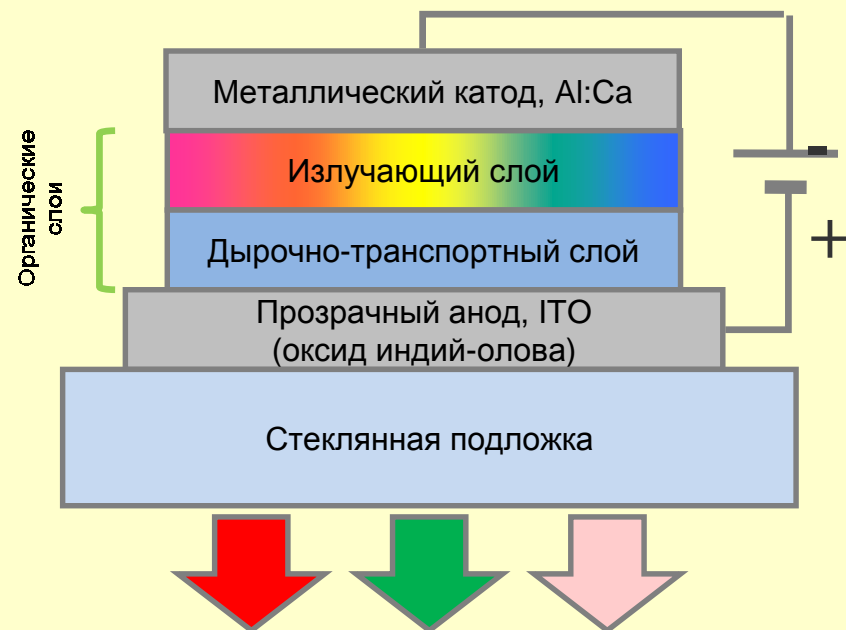 Металлический катод, Al:Ca
Органические
слои
Излучающий слой
Дырочно-транспортный слой
Прозрачный анод, ITO
(оксид индий-олова)
Стеклянная подложка
-
+